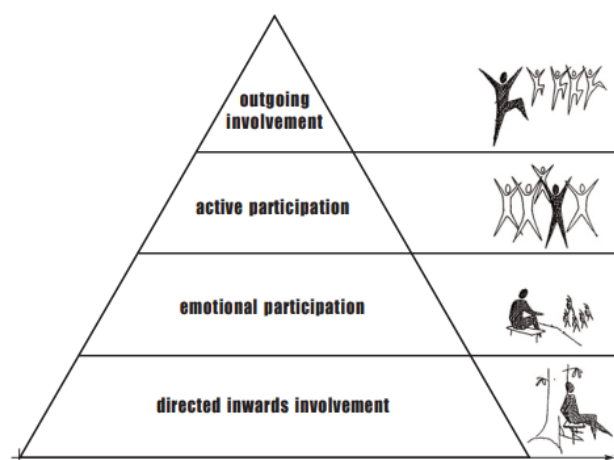 outgoing
involvement
active participation
emotional participation
directed inwards involvement